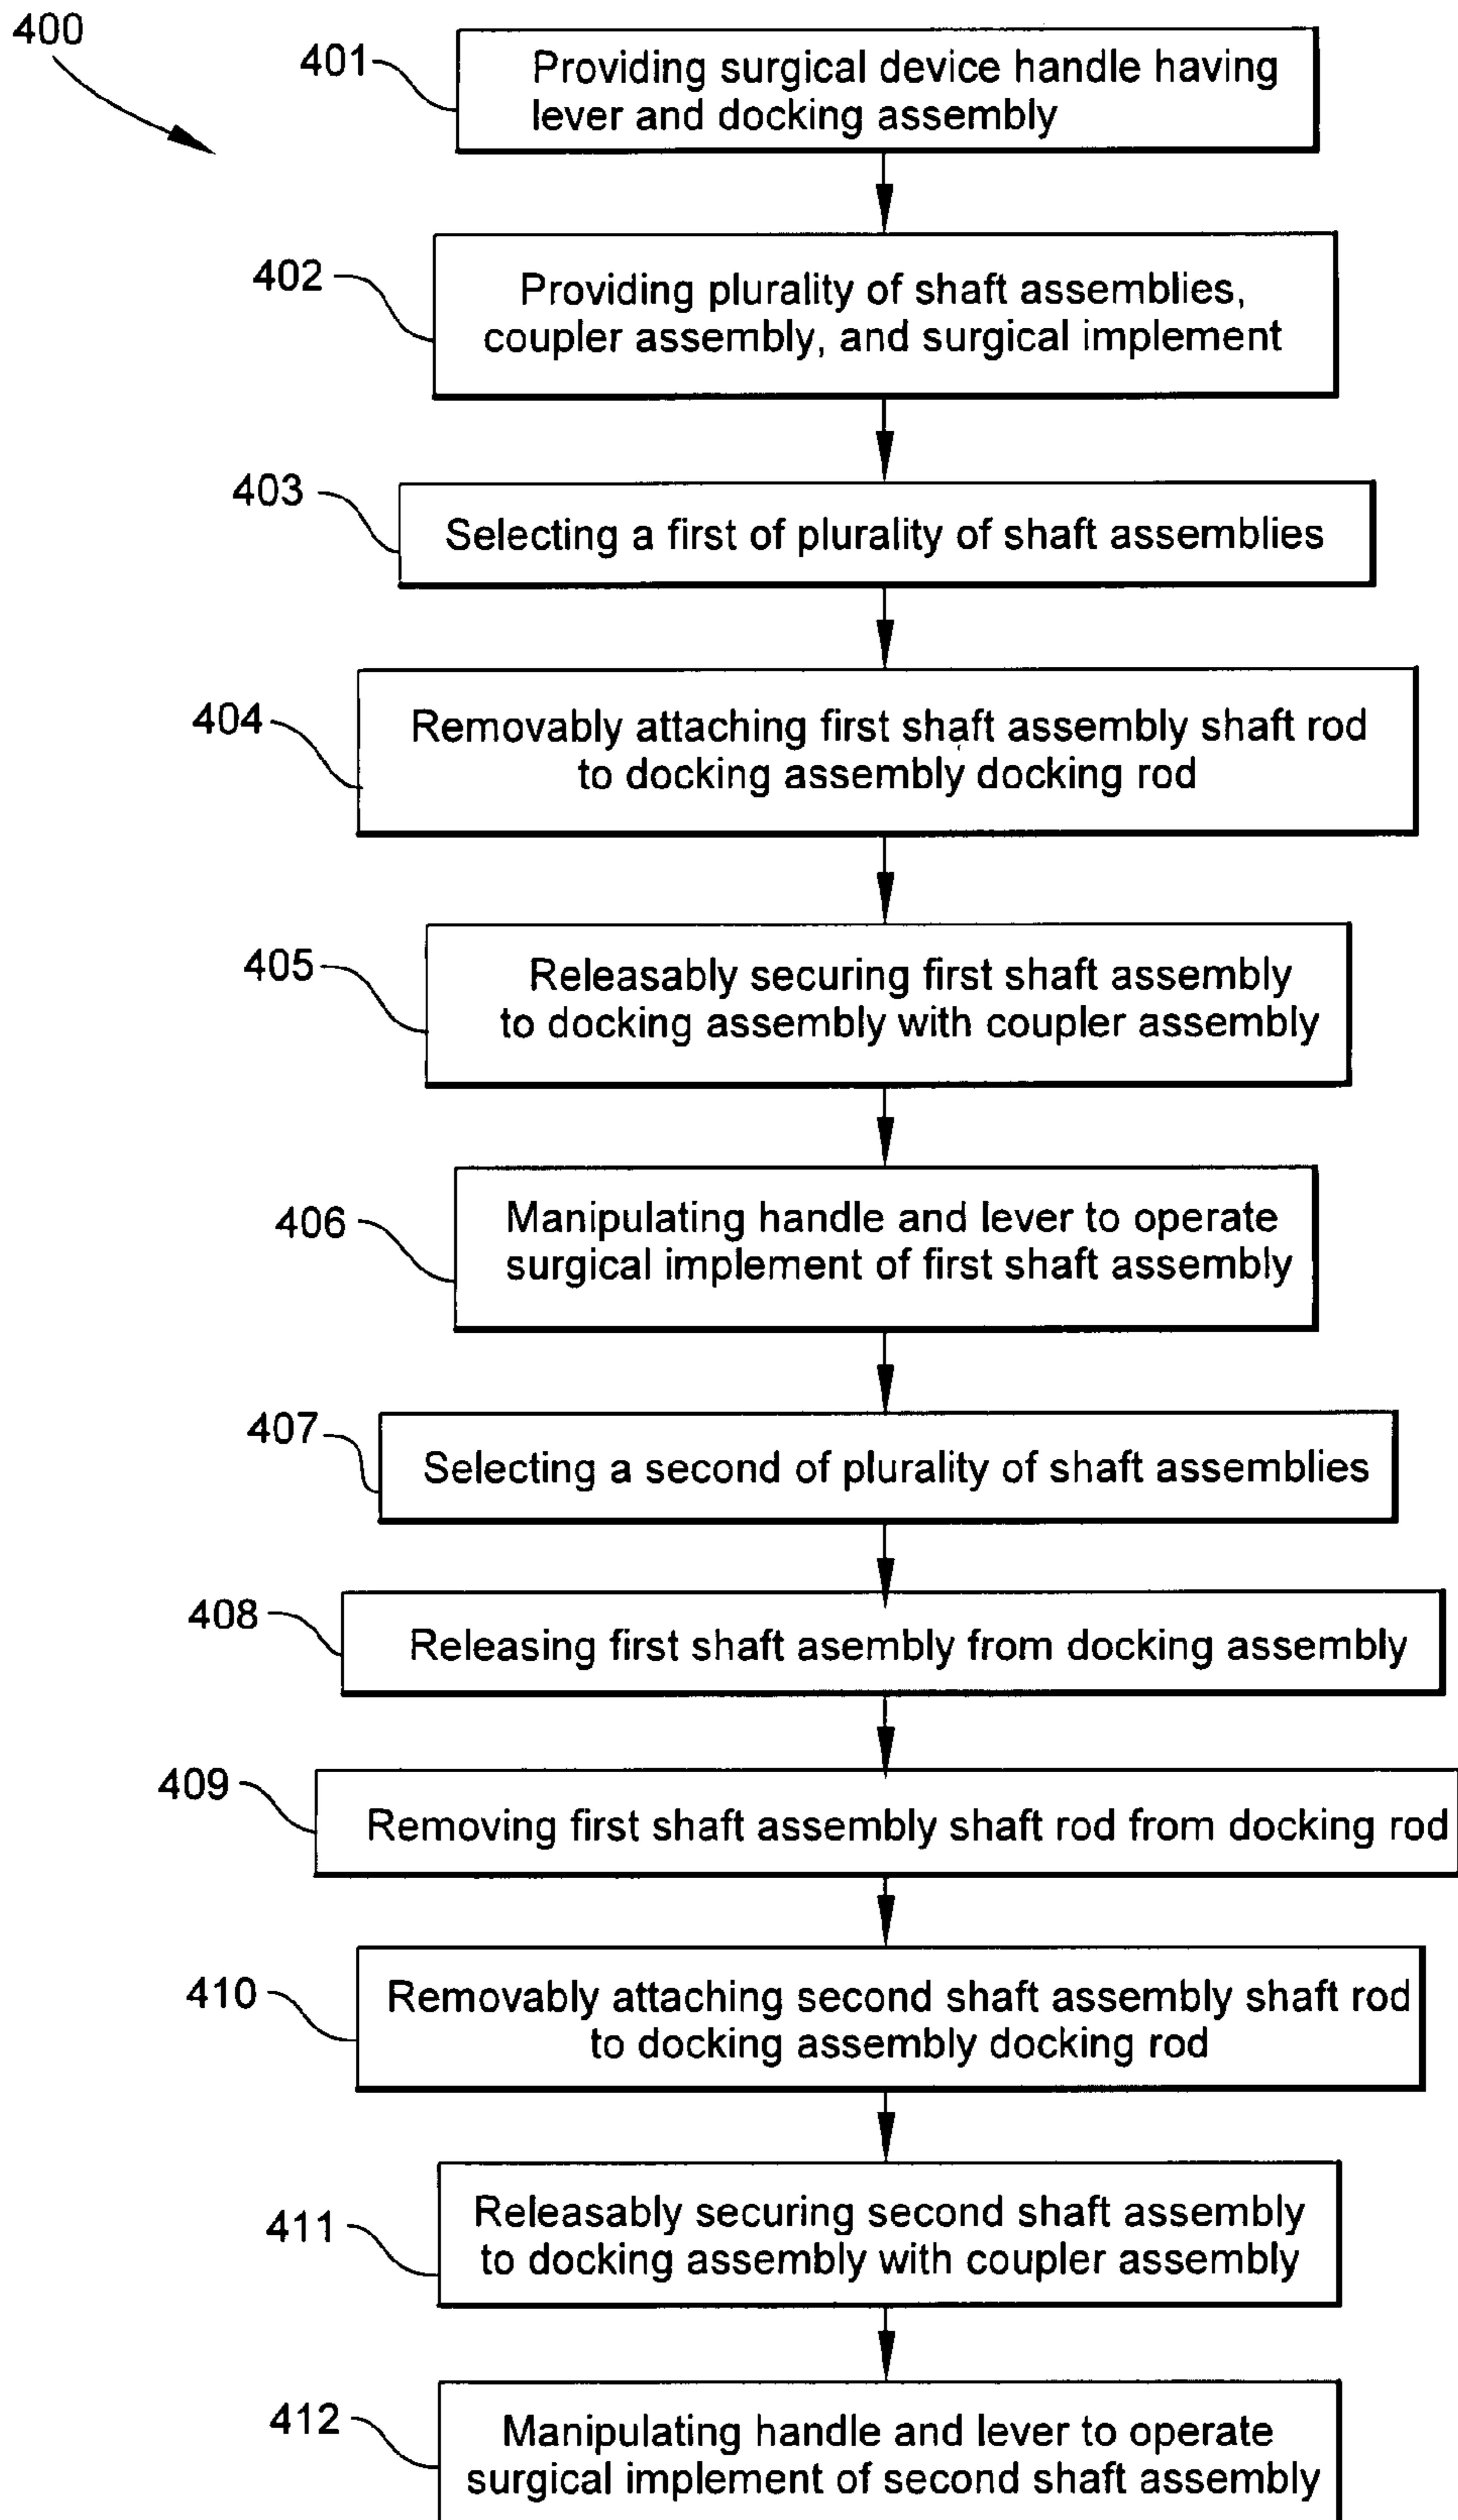 400
401
Providing surgical device handle having
lever and docking assembly
402
Providing plurality of shaft assemblies,
coupler assembly, and surgical implement
403
Selecting a first of plurality of shaft assemblies
404
Removably attaching first shaft assembly shaft rod
to docking assembly docking rod
405
Releasably securing first shaft assembly
to docking assembly with coupler assembly
406
Manipulating handle and lever to operate
surgical implement of first shaft assembly
407
Selecting a second of plurality of shaft assemblies
408
Releasing first shaft asembly from docking assembly
409
Removing first shaft assembly shaft rod from docking rod
410
Removably attaching second shaft assembly shaft rod
to docking assembly docking rod
411
Releasably securing second shaft assembly
to docking assembly with coupler assembly
412
Manipulating handle and lever to operate
surgical implement of second shaft assembly